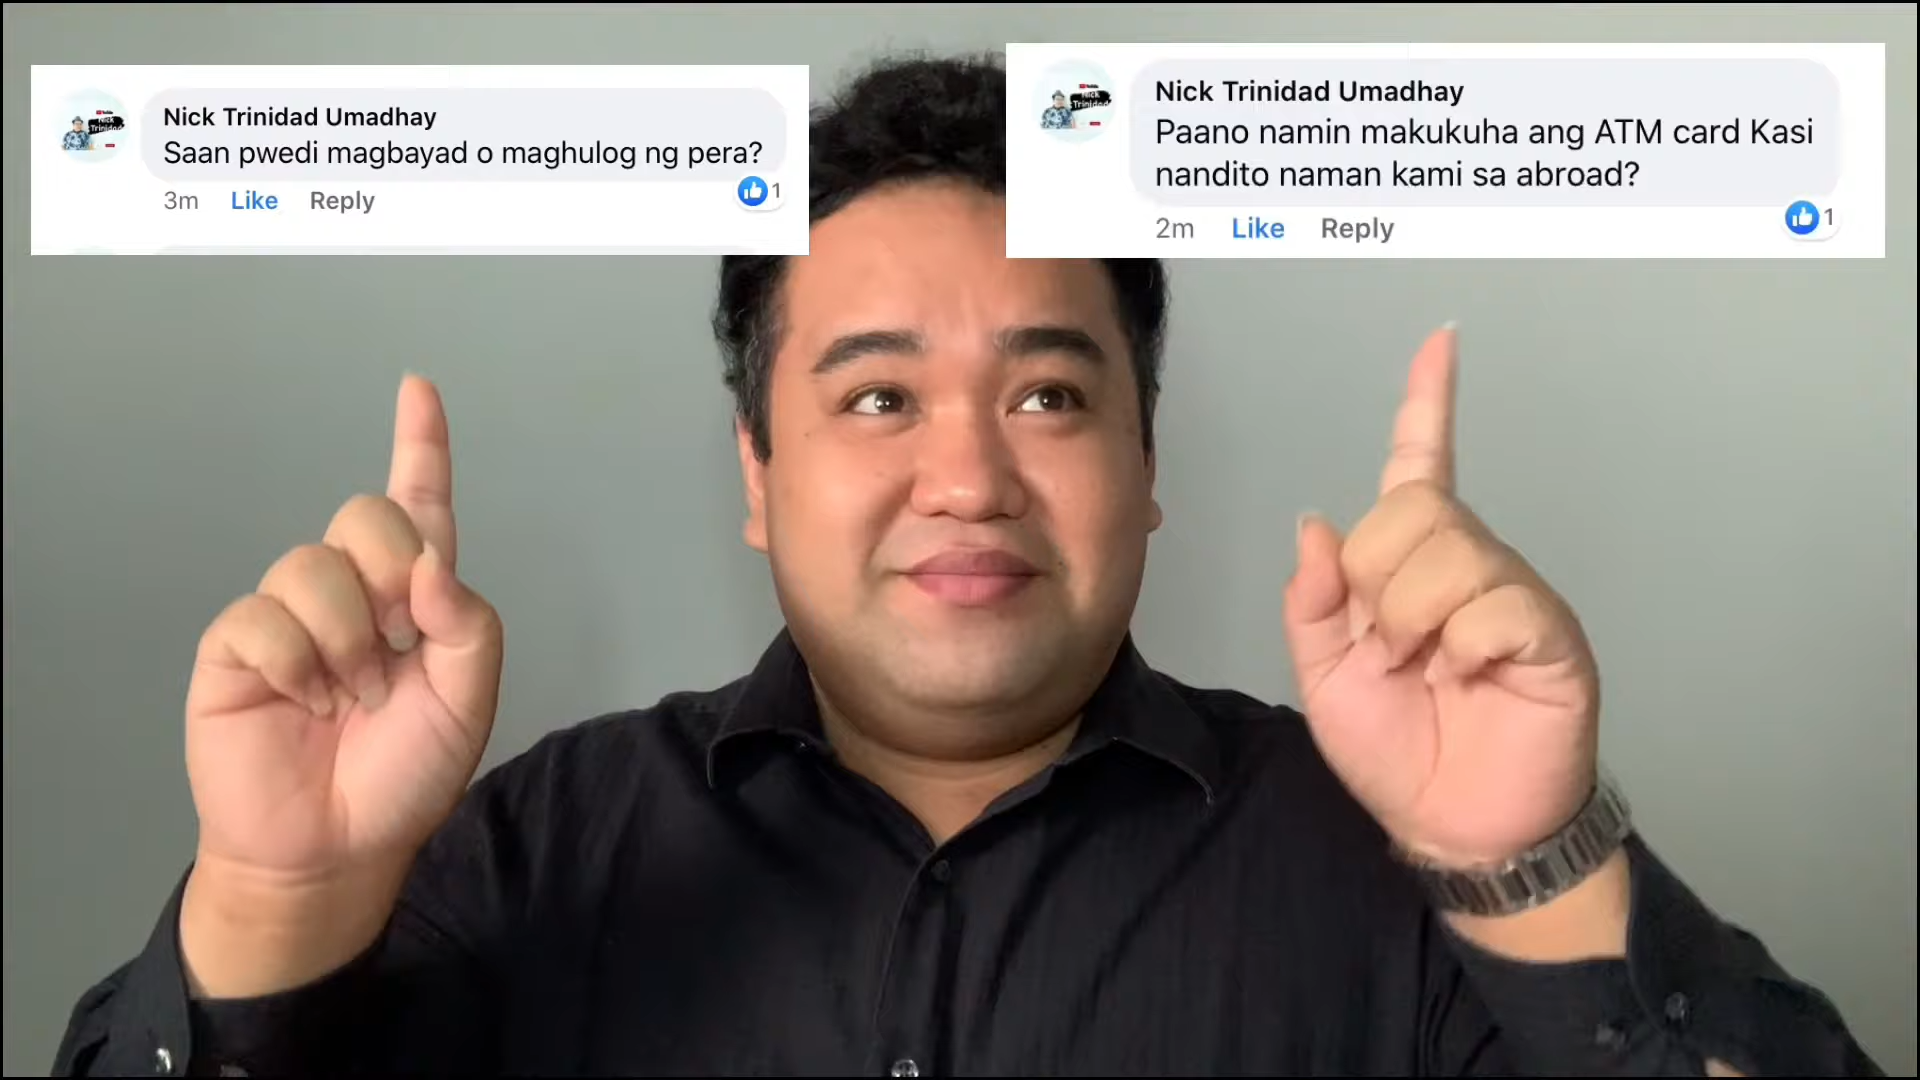 Nick Trinidad Umadhay
Saan pwedi magbayad o maghulog ng pera?
3m Like Reply
1
Nick Trinidad Umadhay
Paano namin makukuha ang ATM card Kasi
nandito naman kami sa abroad?
2m Like Reply
1